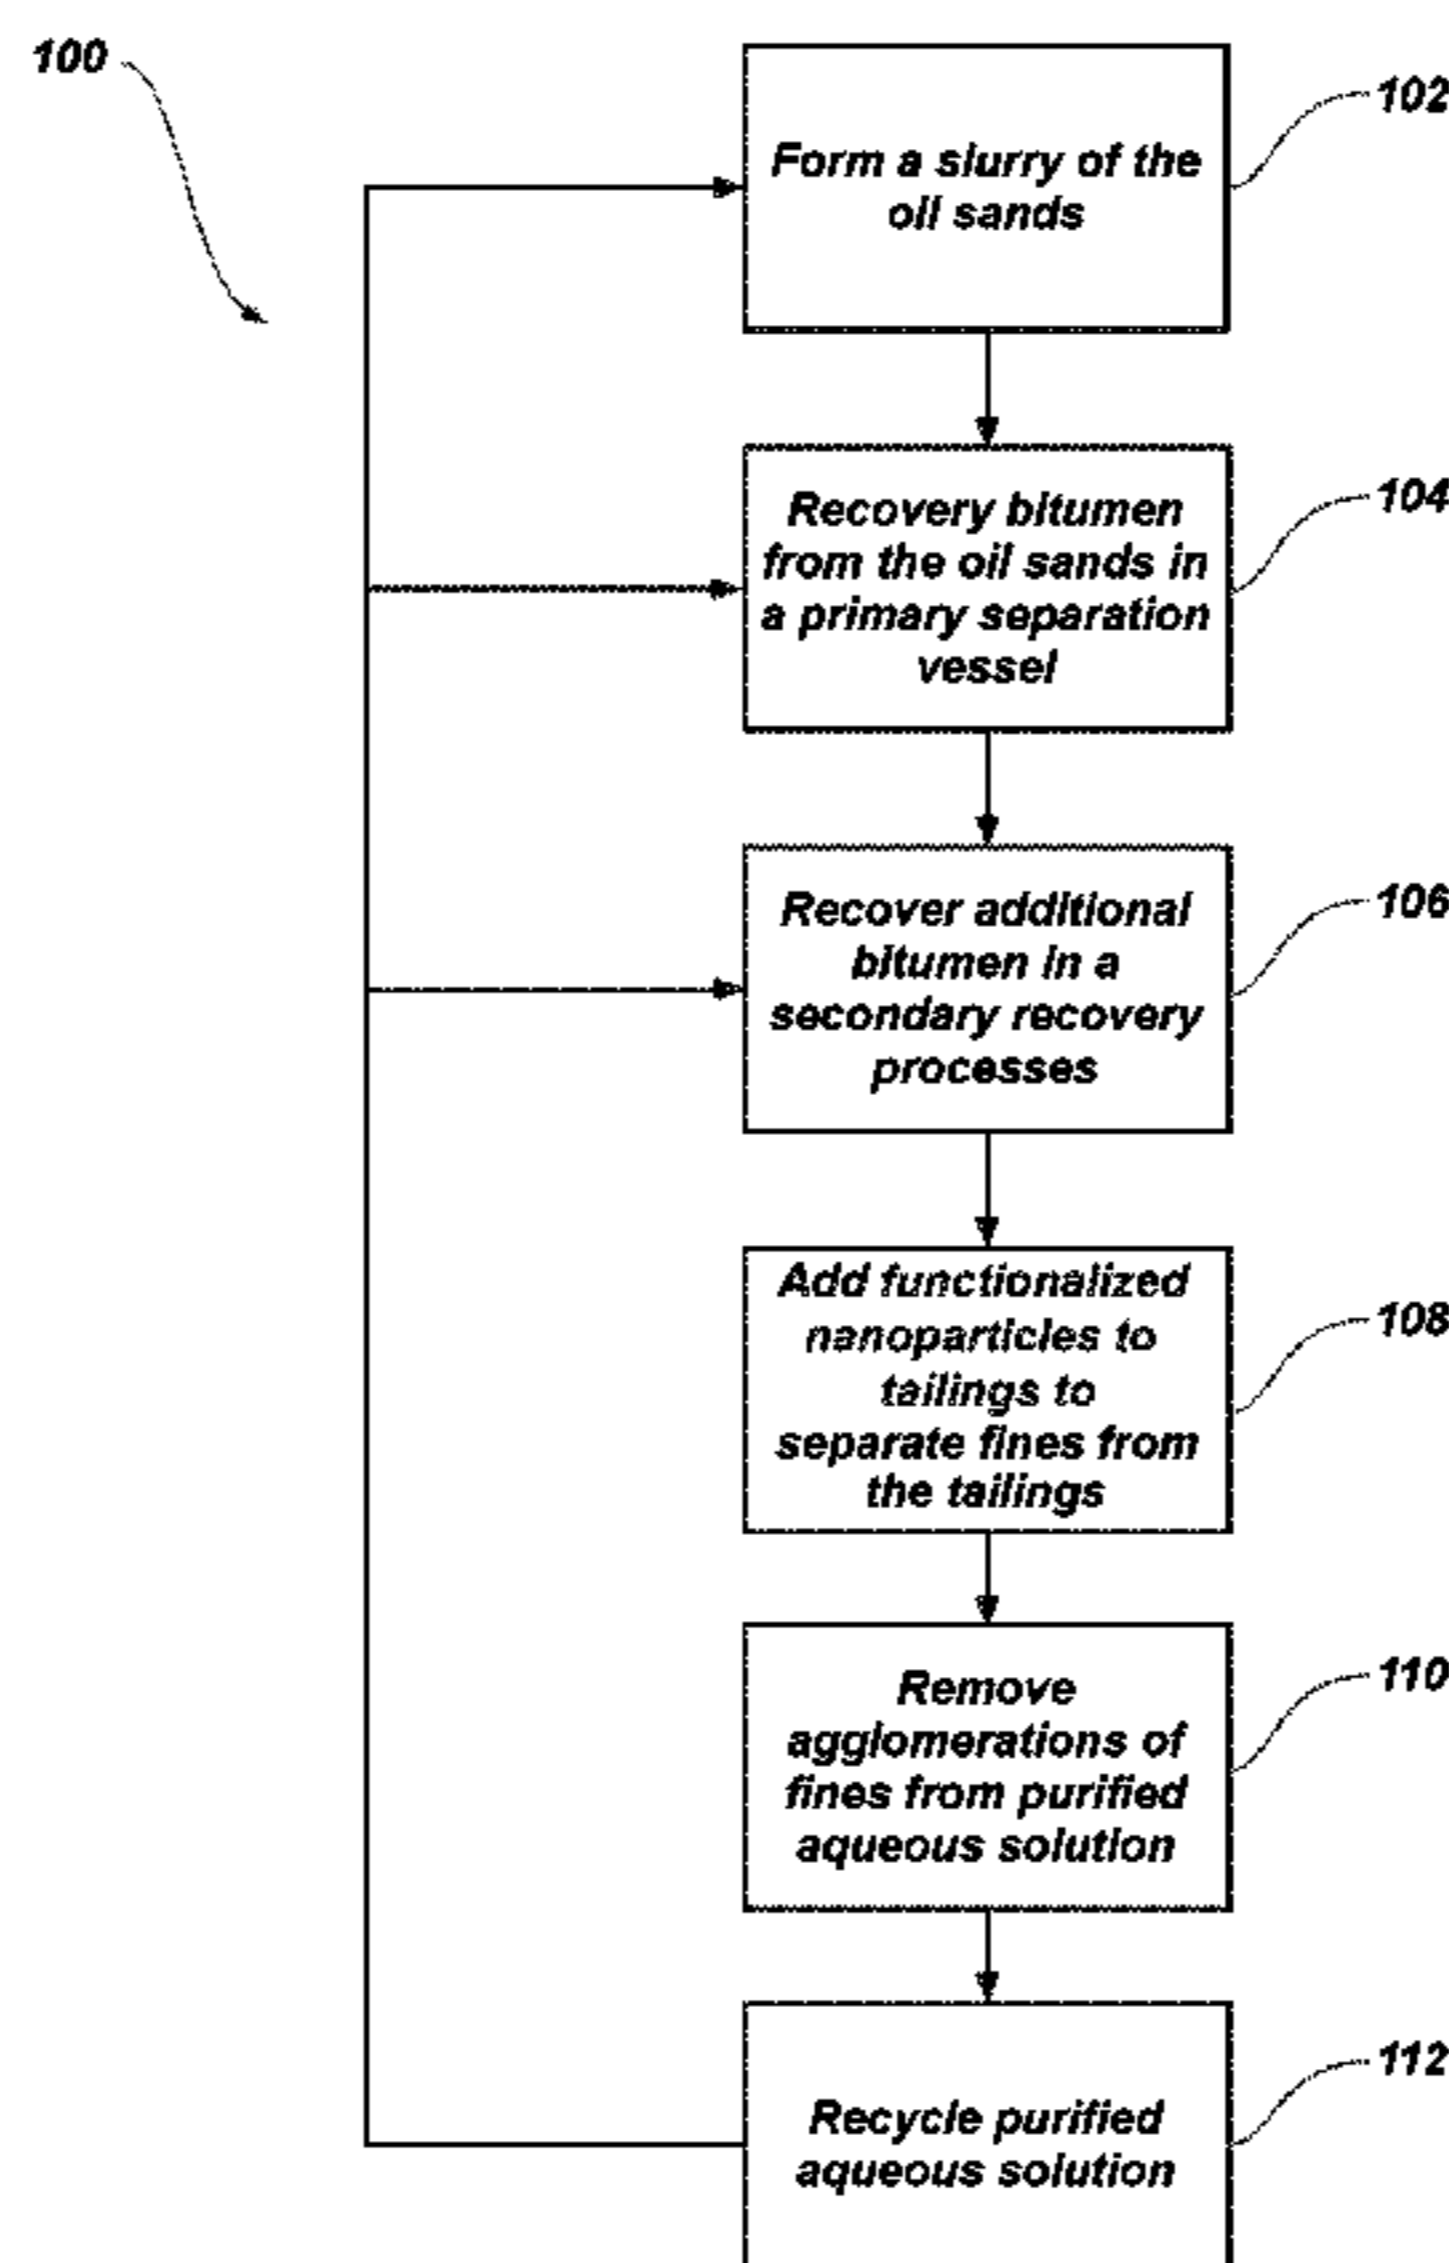 100
102
Form a slurry of the
oil sands
104
Recovery bitumen
from the oil sands in
a primary separation
vessel
106
Recover additional
bitumen in a
secondary recovery
processes
108
Add functionalized
nanoparticles to
tailings to
separate fines from
the tailings
110
Remove
agglomerations of
fines from purified
aqueous solution
112
Recycle purified
aqueous solution